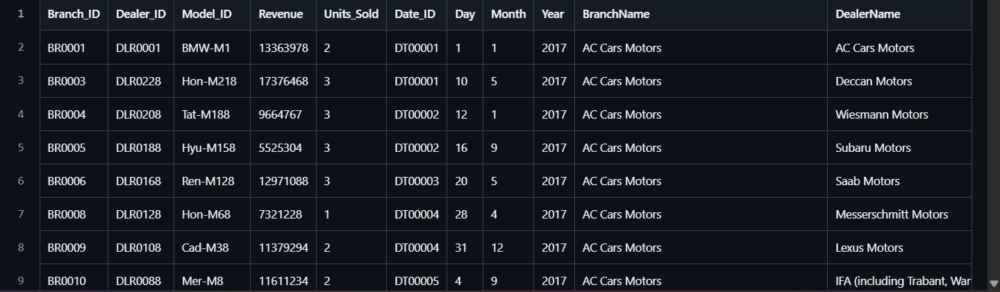 1 Branch_ID Dealer_ID Model_ID Revenue Units_Sold Date_ID Day Month Year BranchName DealerName
2 BR0001 DLR0001 BMW-M1 13363978 2 DT00001 1 1 2017 AC Cars Motors AC Cars Motors
3 BR0003 DLR0228 Hon-M218 17376468 3 DT00001 10 5 2017 AC Cars Motors Deccan Motors
4 BR0004 DLR0208 Tat-M188 9664767 3 DT00002 12 1 2017 AC Cars Motors Wiesmann Motors
5 BR0005 DLR0188 Hyu-M158 5525304 3 DT00002 16 9 2017 AC Cars Motors Subaru Motors
6 BR0006 DLR0168 Ren-M128 12971088 3 DT00003 20 5 2017 AC Cars Motors Saab Motors
7 BR0008 DLR0128 Hon-M68 7321228 1 DT00004 28 4 2017 AC Cars Motors Messerschmitt Motors
8 BR0009 DLR0108 Cad-M38 11379294 2 DT00004 31 12 2017 AC Cars Motors Lexus Motors
9 BR0010 DLR0088 Mer-M8 11611234 2 DT00005 4 9 2017 AC Cars Motors IFA (including Trabant, War